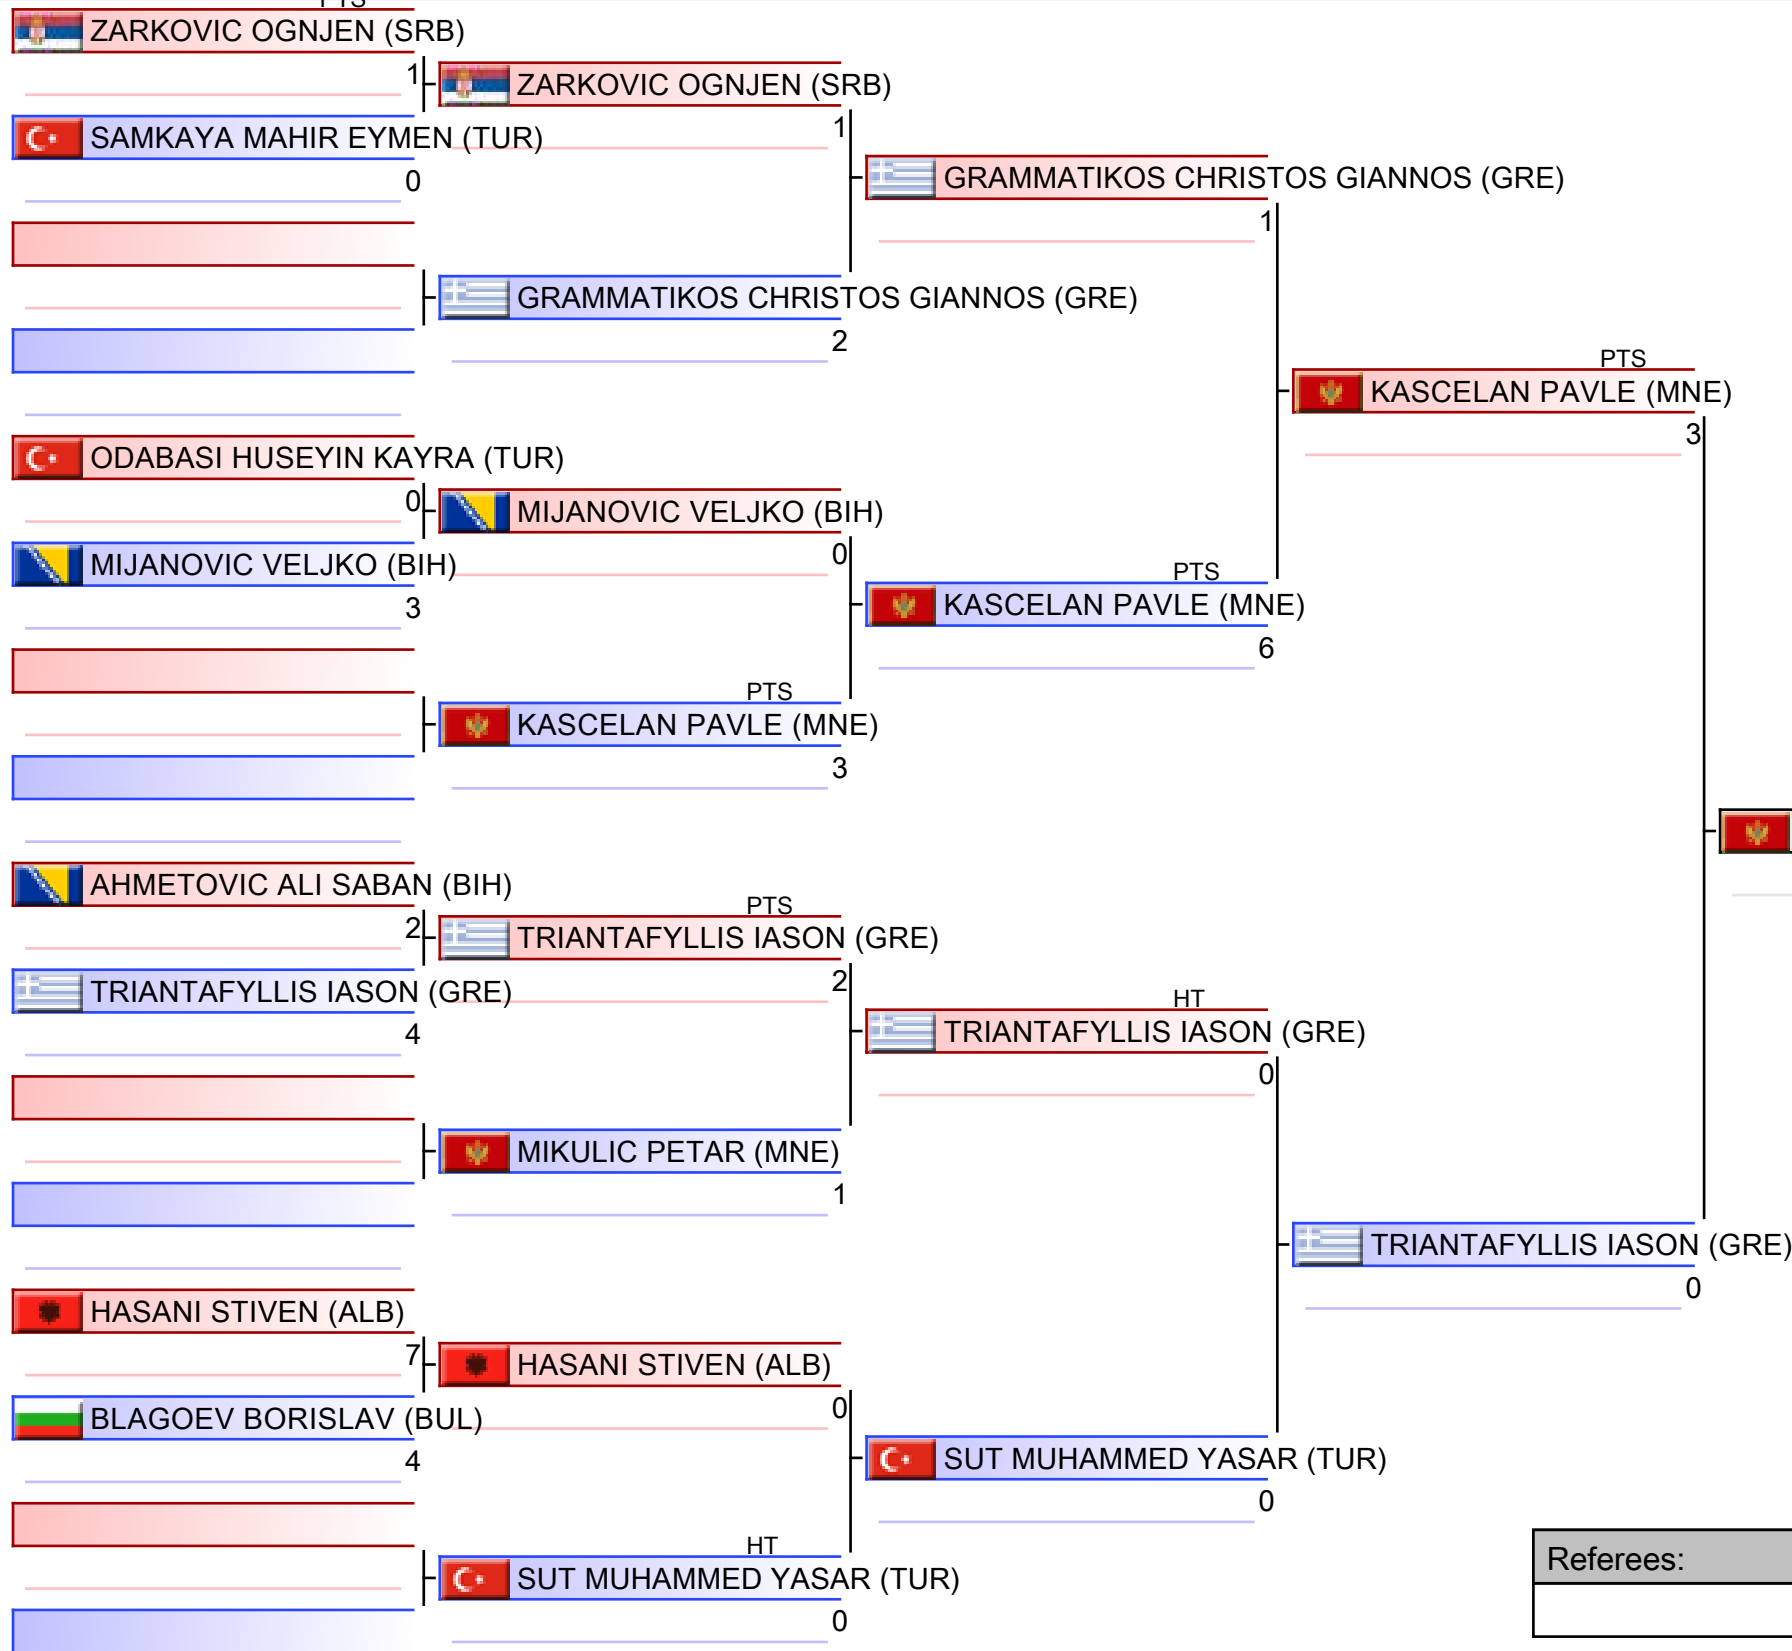 PTS
ZARKOVIC OGNJEN (SRB)
1
SAMKAYA MAHIR EYMEN (TUR)
0
ODABASI HUSEYIN KAYRA (TUR)
0
MIJANOVIC VELJKO (BIH)
3
AHMETOVIC ALI SABAN (BIH)
2
TRIANTAFYLLIS IASON (GRE)
4
HASANI STIVEN (ALB)
7
BLAGOEV BORISLAV (BUL)
4
ZARKOVIC OGNJEN (SRB)
1
GRAMMATIKOS CHRISTOS GIANNOS (GRE)
2
MIJANOVIC VELJKO (BIH)
0
PTS
KASCELAN PAVLE (MNE)
3
PTS
TRIANTAFYLLIS IASON (GRE)
2
MIKULIC PETAR (MNE)
1
HASANI STIVEN (ALB)
0
HT
SUT MUHAMMED YASAR (TUR)
0
GRAMMATIKOS CHRISTOS GIANNOS (GRE)
1
PTS
KASCELAN PAVLE (MNE)
6
HT
TRIANTAFYLLIS IASON (GRE)
0
SUT MUHAMMED YASAR (TUR)
0
PTS
KASCELAN PAVLE (MNE)
3
TRIANTAFYLLIS IASON (GRE)
0
Referees: